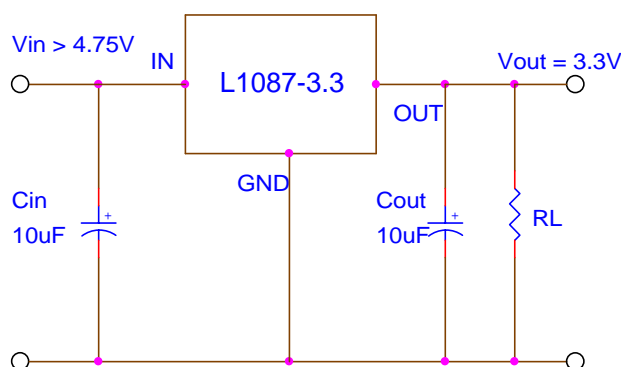 Vin > 4.75V
IN
L1087-3.3
Vout = 3.3V
OUT
GND
Cin
10uF
+
Cout
10uF
+
RL